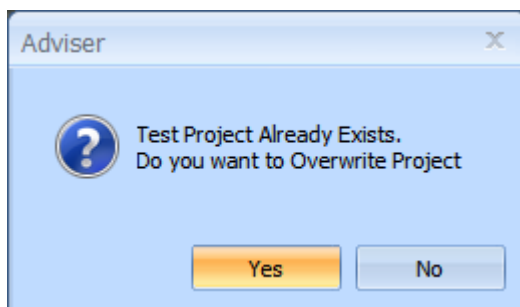 Adviser
Test Project Already Exists.
Do you want to Overwrite Project
Yes
No